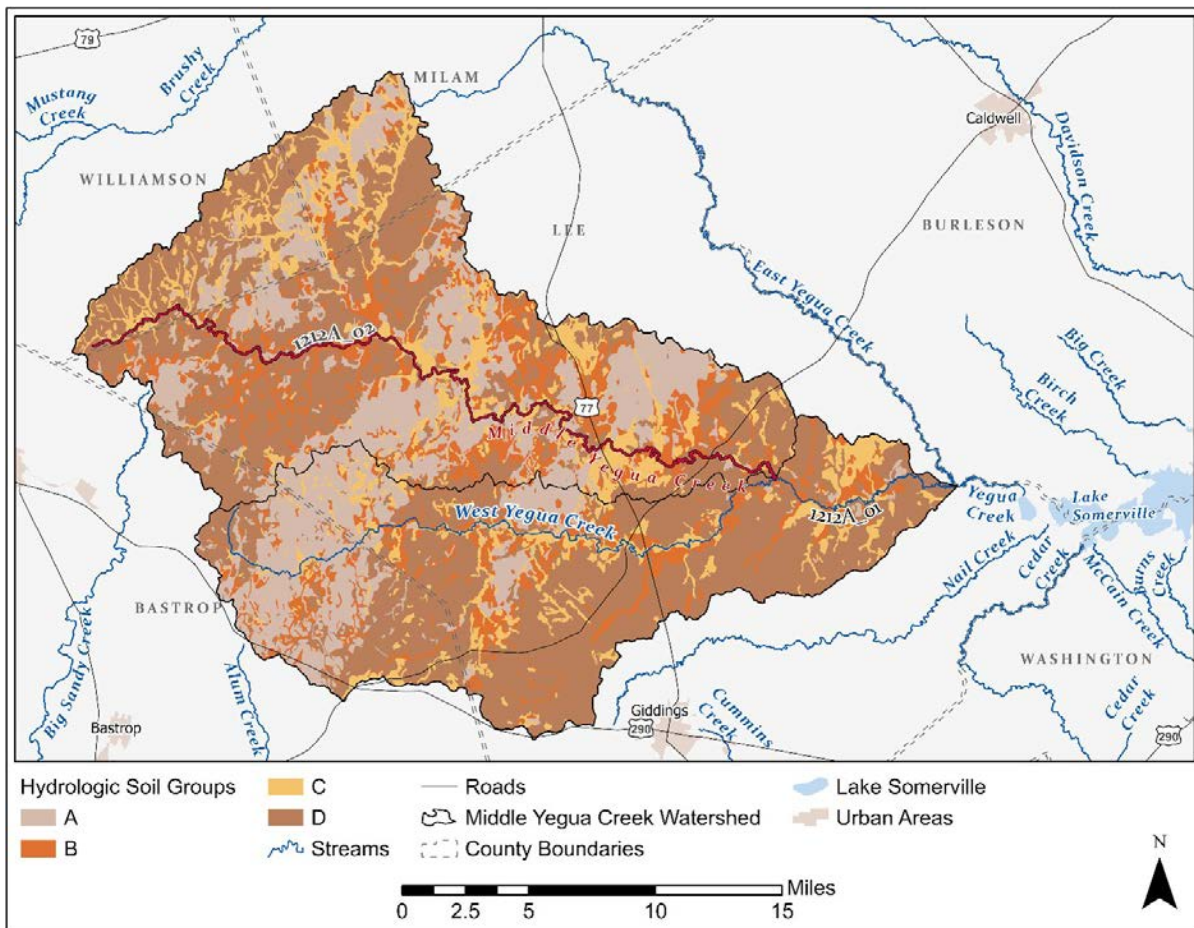 79
Mustang
Creek
Brushy
Creek
MILAM
Caldwell
Davidson Creek
WILLIAMSON
LEE
BURLESON
East Yegua Creek
Big Creek
Birch
Creek
1212A_02
77
Middle Yegua Creek
West Yegua Creek
1212A_01
Yegua
Creek
Lake
Somerville
Nail Creek
Cedar
Creek
McCain Creek
Burns
Creek
BASTROP
WASHINGTON
Big Sandy Creek
Alum Creek
Cedar
Creek
Bastrop
Giddings
290
Cummins
Creek
290
Hydrologic Soil Groups
A
B
C
D
Streams
Roads
Middle Yegua Creek Watershed
County Boundaries
Lake Somerville
Urban Areas
N
Miles
0 2.5 5 10 15